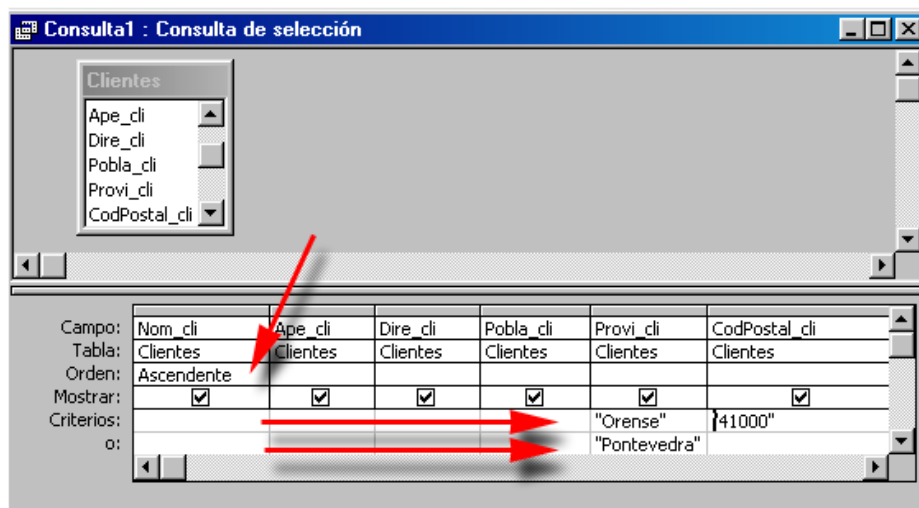 Consulta1 : Consulta de selección
Clientes
Ape_cli
Dire_cli
Pobla_cli
Provi_cli
CodPostal_cli
Campo: Nom_cli Ape_cli Dire_cli Pobla_cli Provi_cli CodPostal_cli
Tabla: Clientes Clientes Clientes Clientes Clientes Clientes
Orden: Ascendente
Mostrar:
Criterios: "Orense" "41000"
o: "Pontevedra"